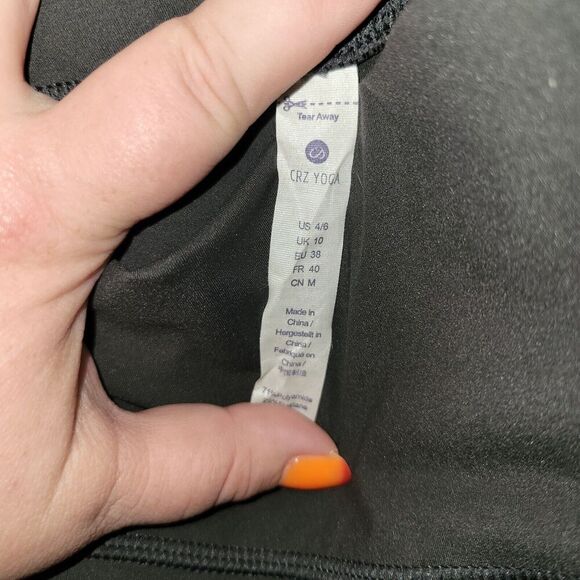 Tear Away
CRZ YOGA
US 4/6
UK 10
EU 38
FR 40
CN M
Made in
China /
Hergestellt in
China /
Fabriqué en
China /